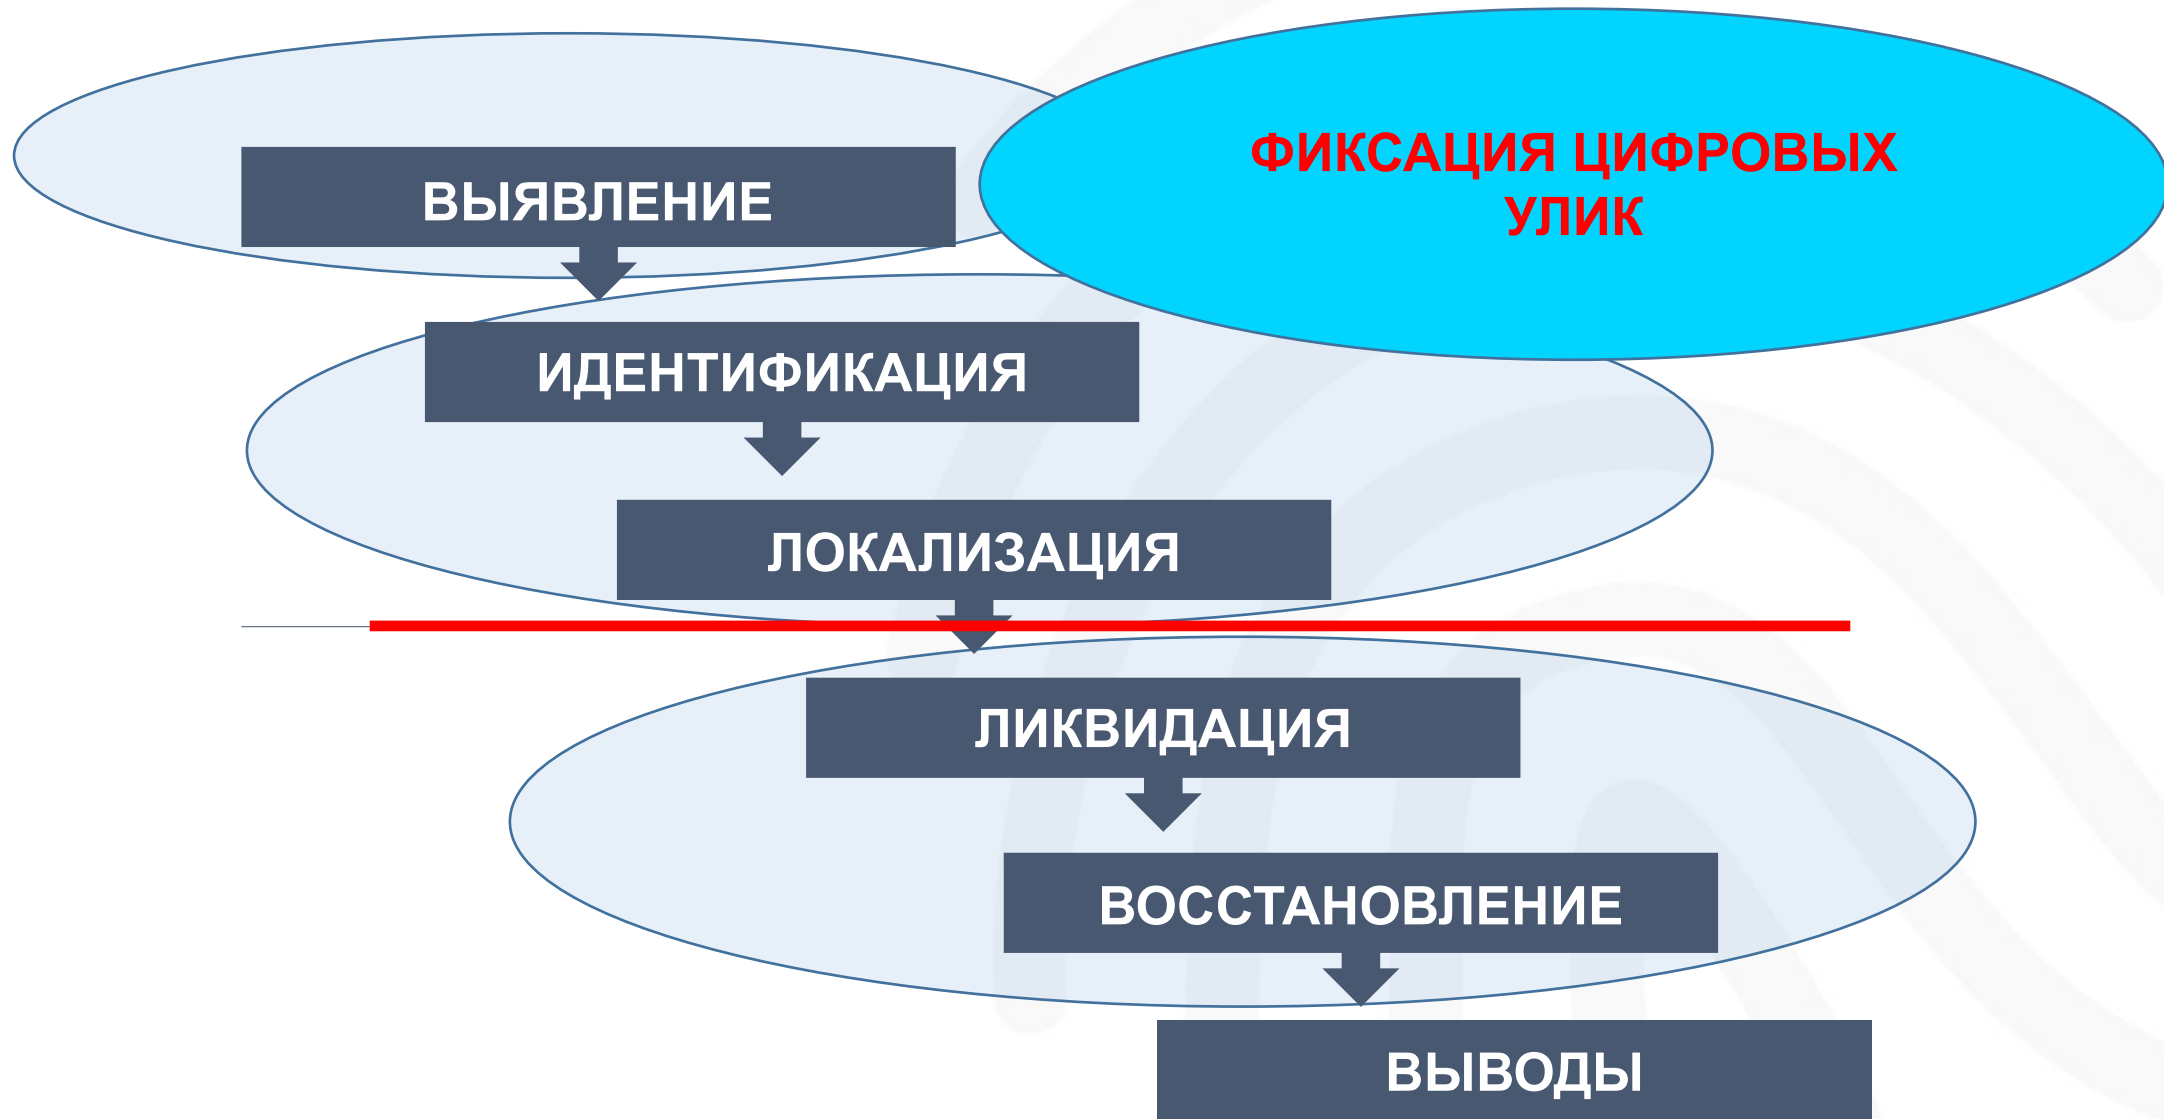 ФИКСАЦИЯ ЦИФРОВЫХ
УЛИК
ВЫЯВЛЕНИЕ
ИДЕНТИФИКАЦИЯ
ЛОКАЛИЗАЦИЯ
ЛИКВИДАЦИЯ
ВОССТАНОВЛЕНИЕ
ВЫВОДЫ